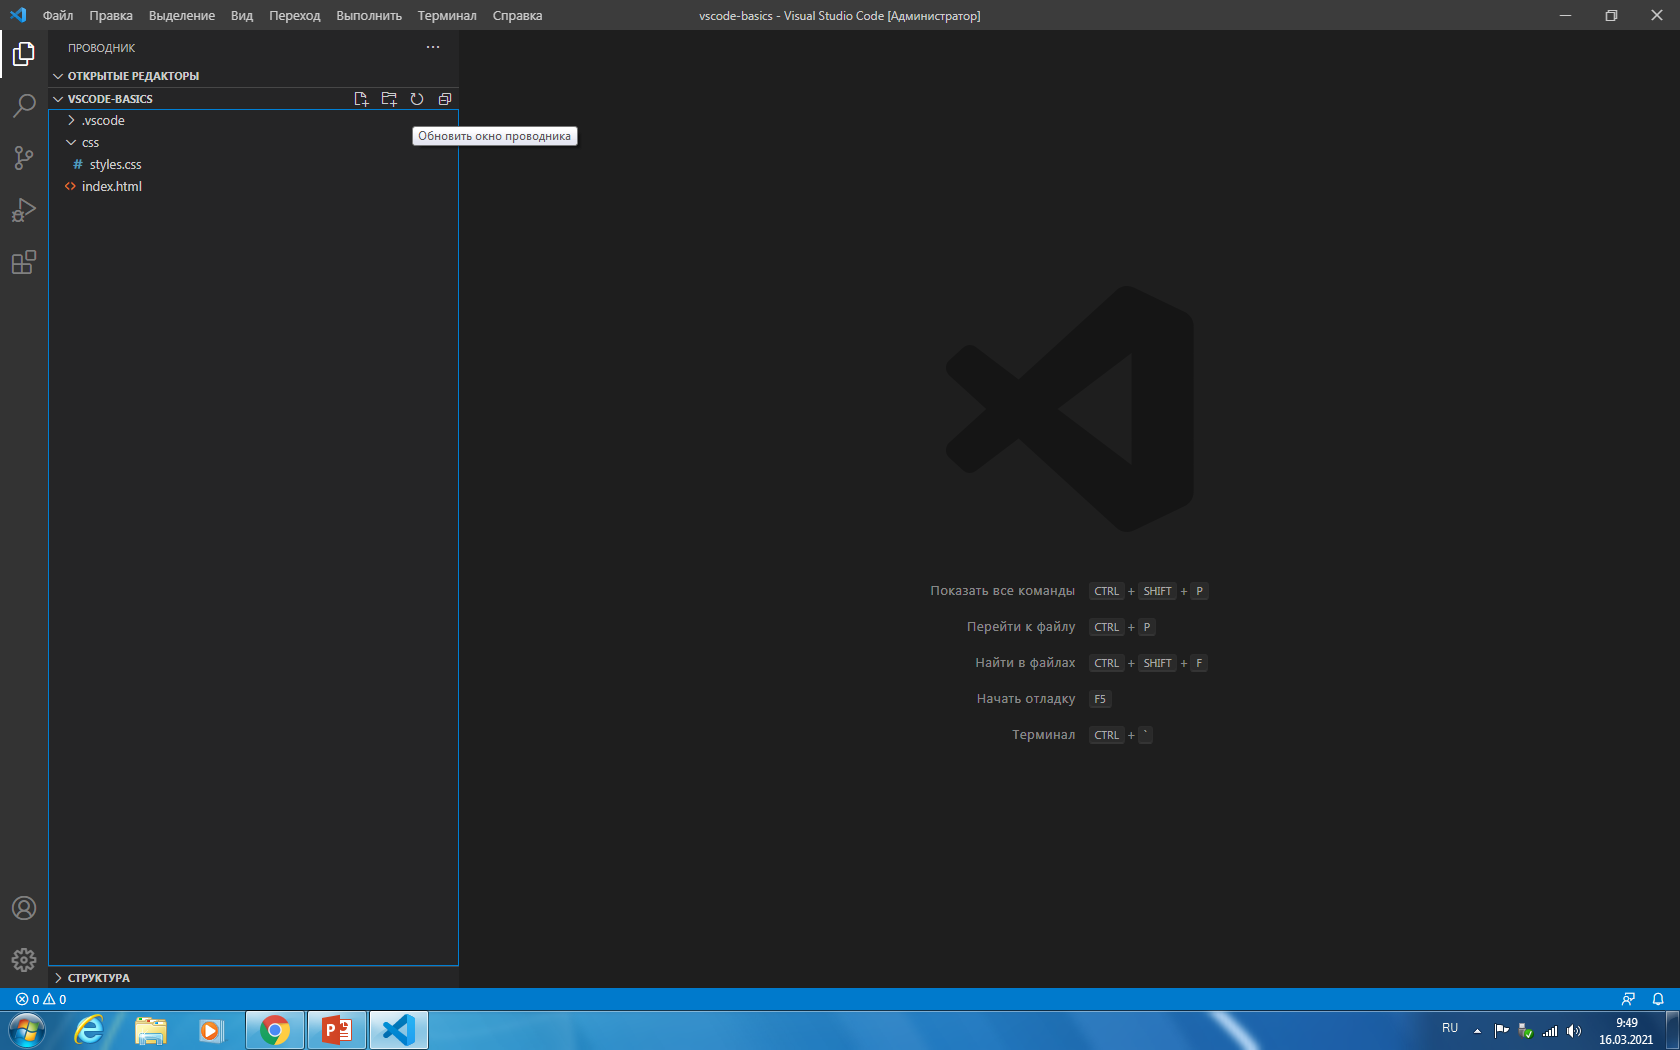 Файл Правка Выделение Вид Переход Выполнить Терминал Справка
vscode-basics - Visual Studio Code [Администратор]
ПРОВОДНИК
ОТКРЫТЫЕ РЕДАКТОРЫ
VSCODE-BASICS
.vscode
Обновить окно проводника
css
# styles.css
<> index.html
Показать все команды CTRL + SHIFT + P
Перейти к файлу CTRL + P
Найти в файлах CTRL + SHIFT + F
Начать отладку F5
Терминал CTRL + `
СТРУКТУРА
0 0
RU
9:49
16.03.2021